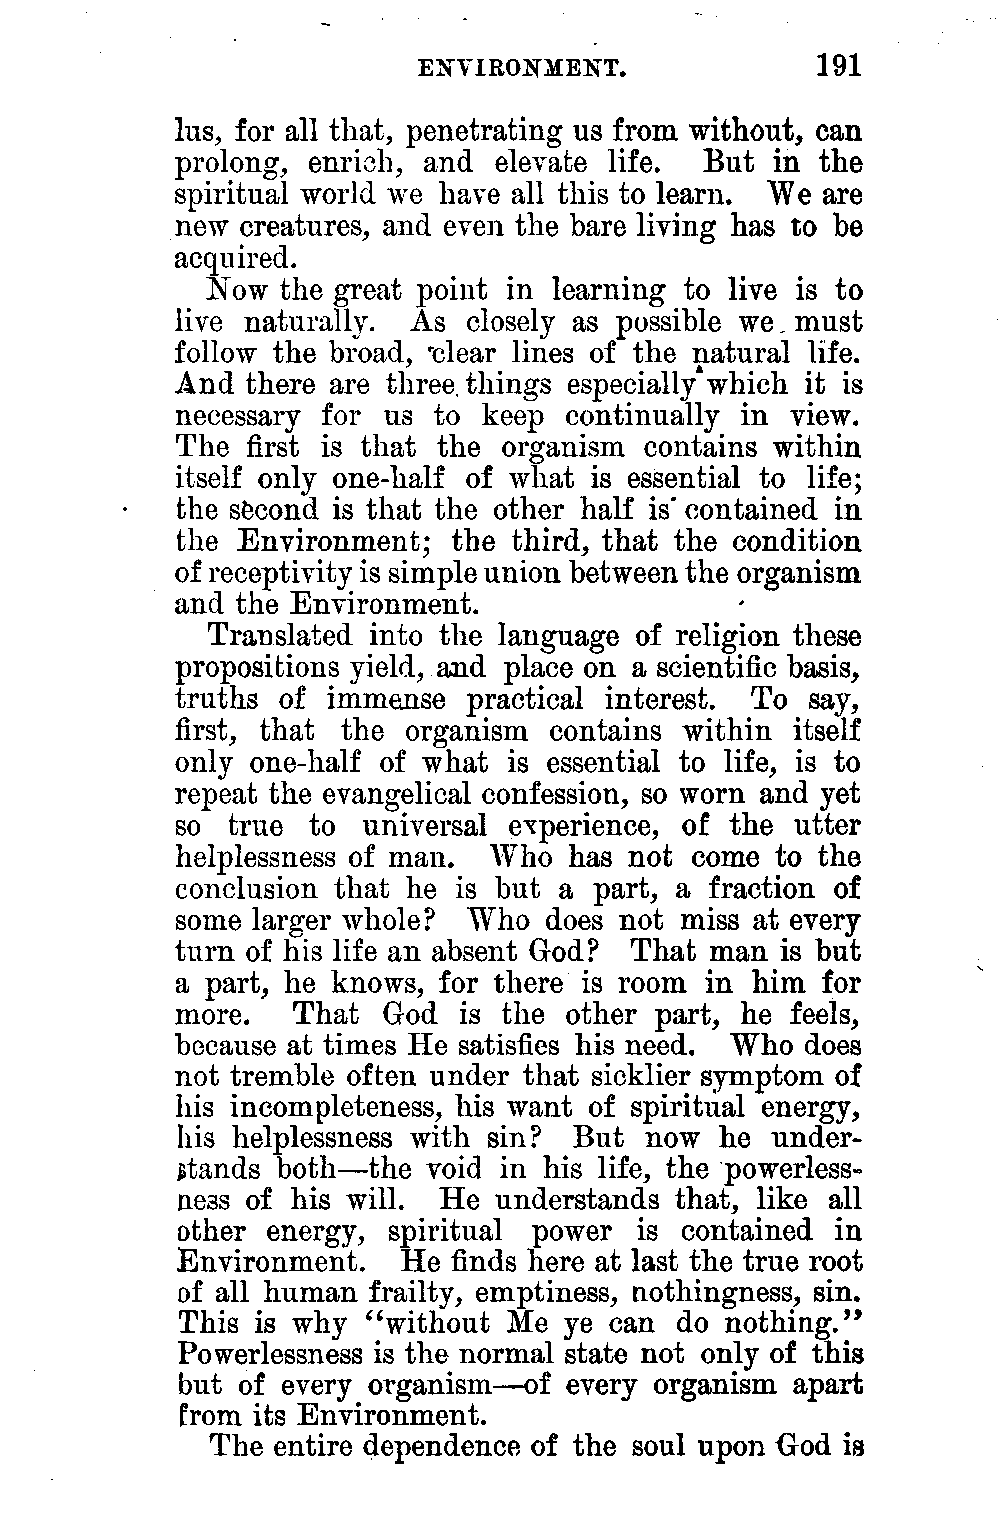 ENVIRONMENT. 191
lus, for all that, penetrating us from without, can
prolong, enrich, and elevate life. But in the
spiritual world we have all this to learn. We are
new creatures, and even the bare living has to be
acquired.
Now the great point in learning to live is to
live naturally. As closely as possible we must
follow the broad, clear lines of the natural life.
And there are three things especially which it is
necessary for us to keep continually in view.
The first is that the organism contains within
itself only one-half of what is essential to life;
the second is that the other half is contained in
the Environment; the third, that the condition
of receptivity is simple union between the organism
and the Environment.
Translated into the language of religion these
propositions yield, and place on a scientific basis,
truths of immense practical interest. To say,
first, that the organism contains within itself
only one-half of what is essential to life, is to
repeat the evangelical confession, so worn and yet
so true to universal experience, of the utter
helplessness of man. Who has not come to the
conclusion that he is but a part, a fraction of
some larger whole? Who does not miss at every
turn of his life an absent God? That man is but
a part, he knows, for there is room in him for
more. That God is the other part, he feels,
because at times He satisfies his need. Who does
not tremble often under that sicklier symptom of
his incompleteness, his want of spiritual energy,
his helplessness with sin? But now he under-
stands both—the void in his life, the powerless-
ness of his will. He understands that, like all
other energy, spiritual power is contained in
Environment. He finds here at last the true root
of all human frailty, emptiness, nothingness, sin.
This is why “without Me ye can do nothing.”
Powerlessness is the normal state not only of this
but of every organism—of every organism apart
from its Environment.
The entire dependence of the soul upon God is